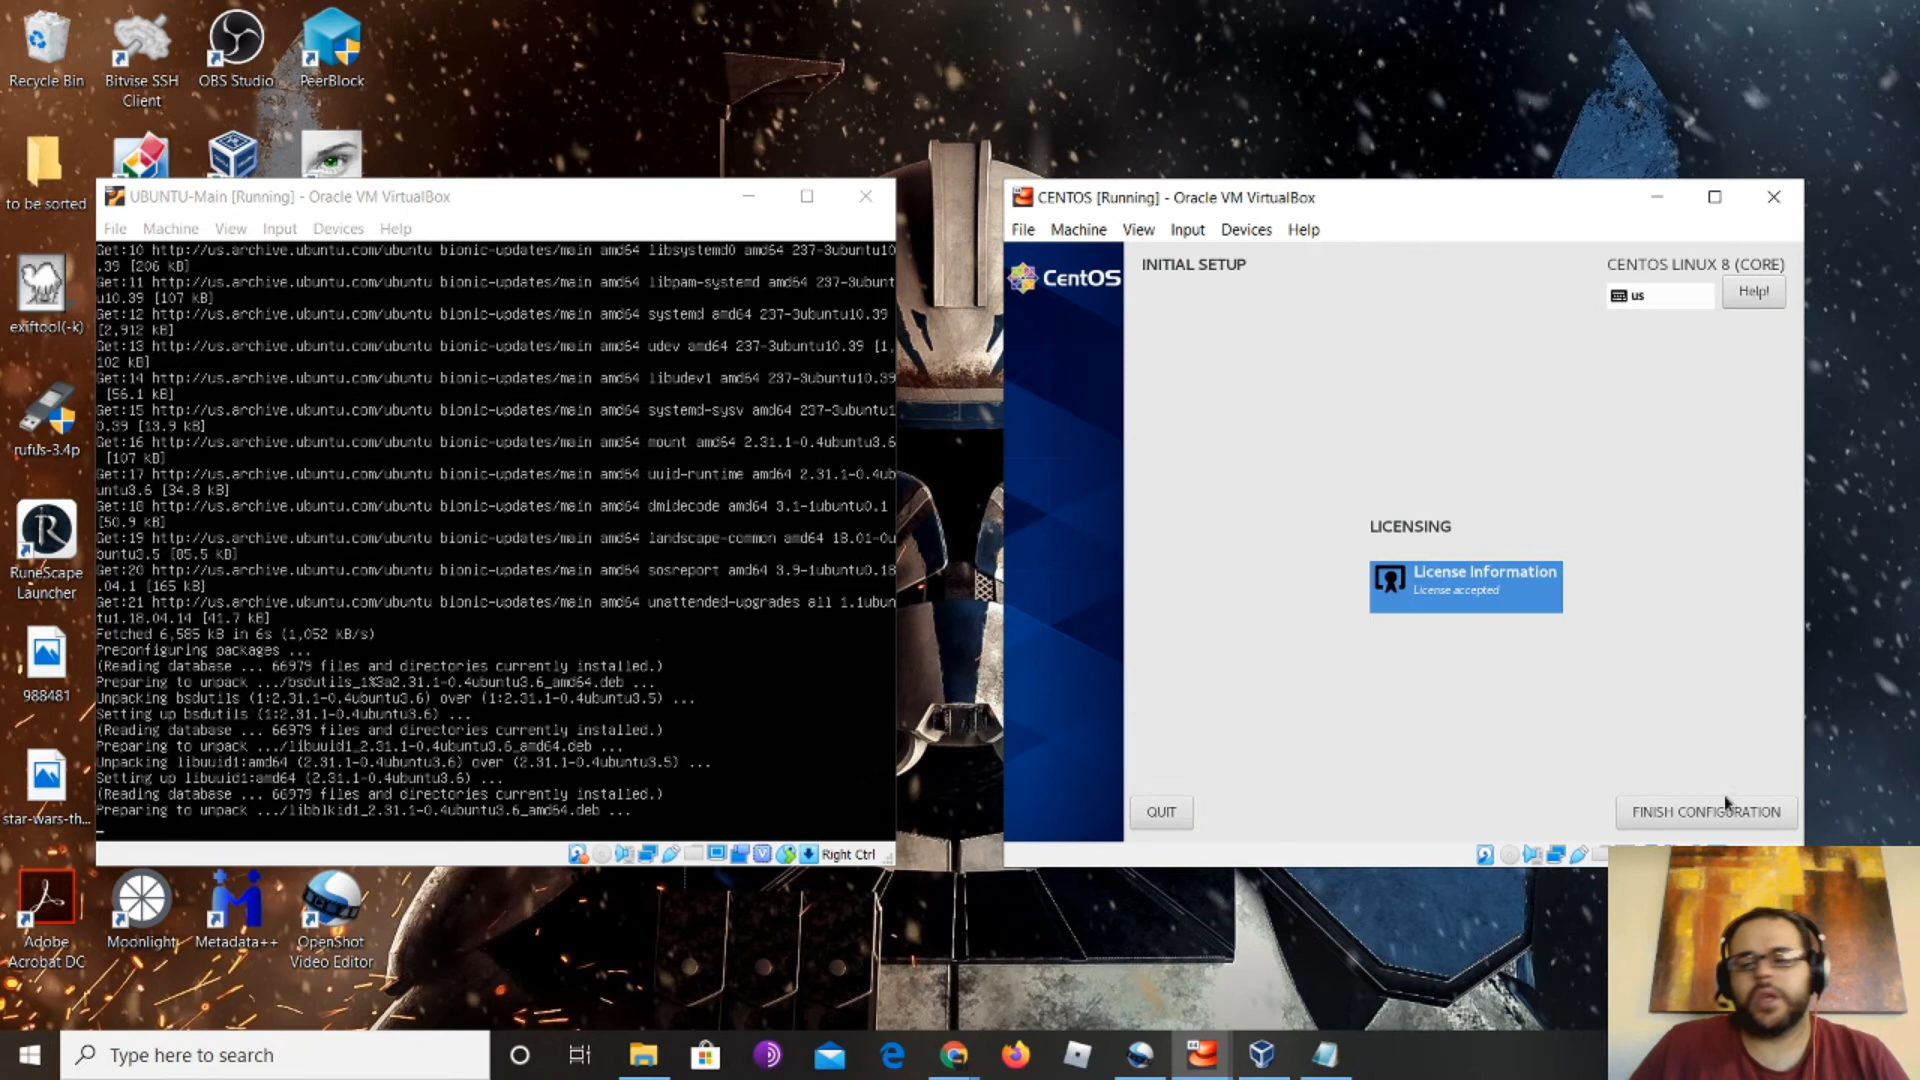 Recycle Bin
Bitvise SSH
Client
OBS Studio
PeerBlock
to be sorted
exiftool(-k)
rufus-3.4p
RuneScape
Launcher
988481
star-wars-th...
Adobe
Acrobat DC
Moonlight
Metadata++
OpenShot
Video Editor
UBUNTU-Main [Running] - Oracle VM VirtualBox
File Machine View Input Devices Help
Get:10 http://us.archive.ubuntu.com/ubuntu bionic-updates/main amd64 libsystemd0 amd64 237-3ubuntu10
.39 [206 kB]
Get:11 http://us.archive.ubuntu.com/ubuntu bionic-updates/main amd64 libpam-systemd amd64 237-3ubunt
u10.39 [107 kB]
Get:12 http://us.archive.ubuntu.com/ubuntu bionic-updates/main amd64 systemd amd64 237-3ubuntu10.39
[2,912 kB]
Get:13 http://us.archive.ubuntu.com/ubuntu bionic-updates/main amd64 udev amd64 237-3ubuntu10.39 [1,
102 kB]
Get:14 http://us.archive.ubuntu.com/ubuntu bionic-updates/main amd64 libudev1 amd64 237-3ubuntu10.39
[56.1 kB]
Get:15 http://us.archive.ubuntu.com/ubuntu bionic-updates/main amd64 systemd-sysv amd64 237-3ubuntu1
0.39 [13.9 kB]
Get:16 http://us.archive.ubuntu.com/ubuntu bionic-updates/main amd64 mount amd64 2.31.1-0.4ubuntu3.6
[107 kB]
Get:17 http://us.archive.ubuntu.com/ubuntu bionic-updates/main amd64 uuid-runtime amd64 2.31.1-0.4ub
untu3.6 [34.8 kB]
Get:18 http://us.archive.ubuntu.com/ubuntu bionic-updates/main amd64 dmidecode amd64 3.1-1ubuntu0.1
[50.9 kB]
Get:19 http://us.archive.ubuntu.com/ubuntu bionic-updates/main amd64 landscape-common amd64 18.01-0u
buntu3.5 [85.5 kB]
Get:20 http://us.archive.ubuntu.com/ubuntu bionic-updates/main amd64 sosreport amd64 3.9-1ubuntu0.18
.04.1 [165 kB]
Get:21 http://us.archive.ubuntu.com/ubuntu bionic-updates/main amd64 unattended-upgrades all 1.1ubun
tu1.18.04.14 [41.7 kB]
Fetched 6,585 kB in 6s (1,052 kB/s)
Preconfiguring packages ...
(Reading database ... 66979 files and directories currently installed.)
Preparing to unpack .../bsdutils_1%3a2.31.1-0.4ubuntu3.6_amd64.deb ...
Unpacking bsdutils (1:2.31.1-0.4ubuntu3.6) over (1:2.31.1-0.4ubuntu3.5) ...
Setting up bsdutils (1:2.31.1-0.4ubuntu3.6) ...
(Reading database ... 66979 files and directories currently installed.)
Preparing to unpack .../libuuid1_2.31.1-0.4ubuntu3.6_amd64.deb ...
Unpacking libuuid1:amd64 (2.31.1-0.4ubuntu3.6) over (2.31.1-0.4ubuntu3.5) ...
Setting up libuuid1:amd64 (2.31.1-0.4ubuntu3.6) ...
(Reading database ... 66979 files and directories currently installed.)
Preparing to unpack .../libblkid1_2.31.1-0.4ubuntu3.6_amd64.deb ...
Right Ctrl
CENTOS [Running] - Oracle VM VirtualBox
File Machine View Input Devices Help
CentOS
INITIAL SETUP
CENTOS LINUX 8 (CORE)
us
Help!
LICENSING
License Information
License accepted
QUIT
FINISH CONFIGURATION
Type here to search